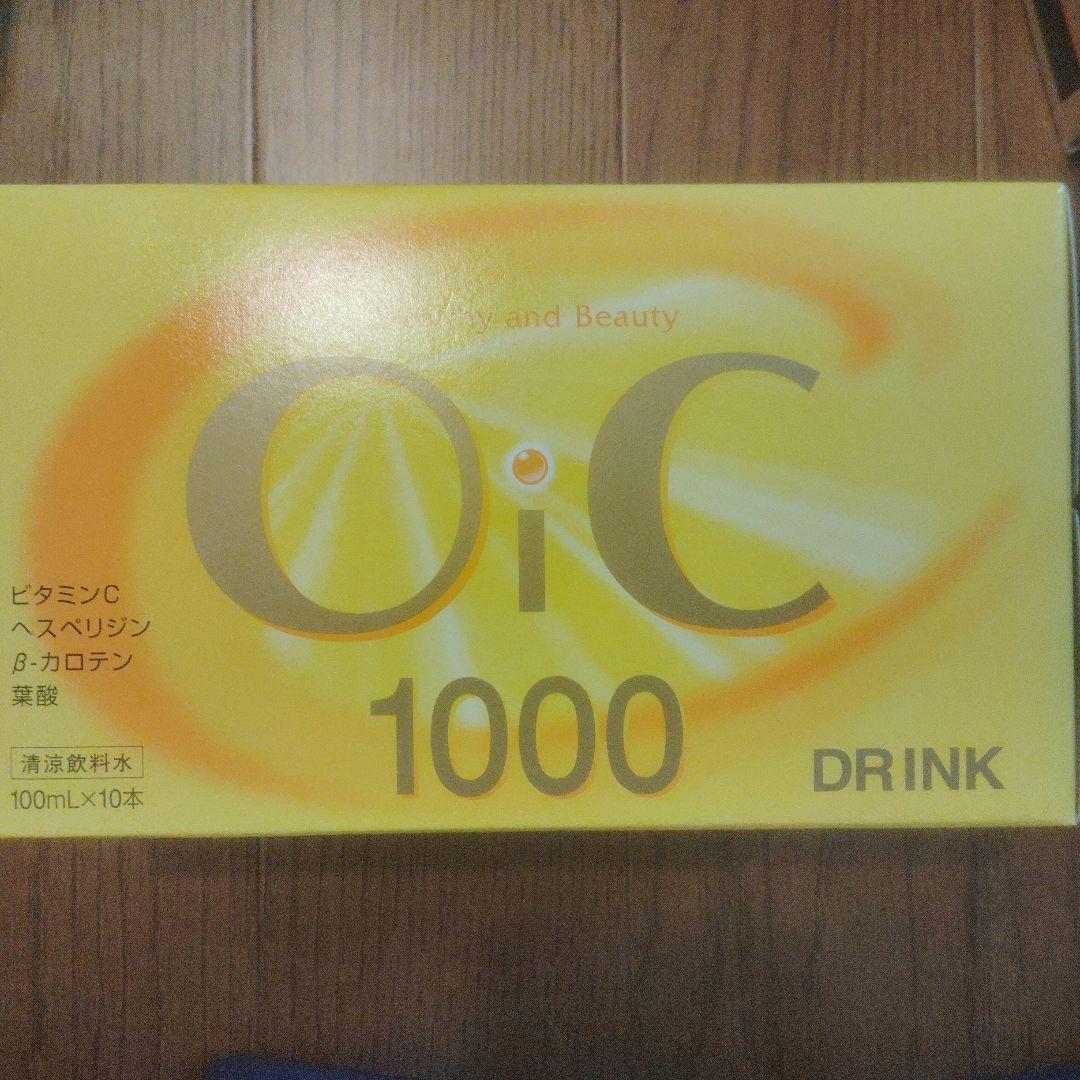 and Beauty
OiC
1000
DRINK
ビタミンC
ヘスペリジン
β-カロテン
葉酸
清涼飲料水
100mL×10本